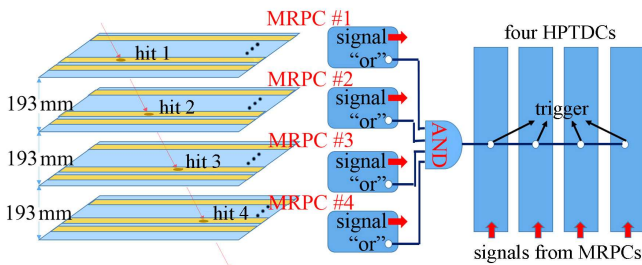 MRPC #1
hit 1
signal
"or"
four HPTDCs
193 mm
MRPC #2
hit 2
signal
"or"
trigger
193 mm
MRPC #3
hit 3
signal
"or"
AND
193 mm
MRPC #4
hit 4
signal
"or"
signals from MRPCs